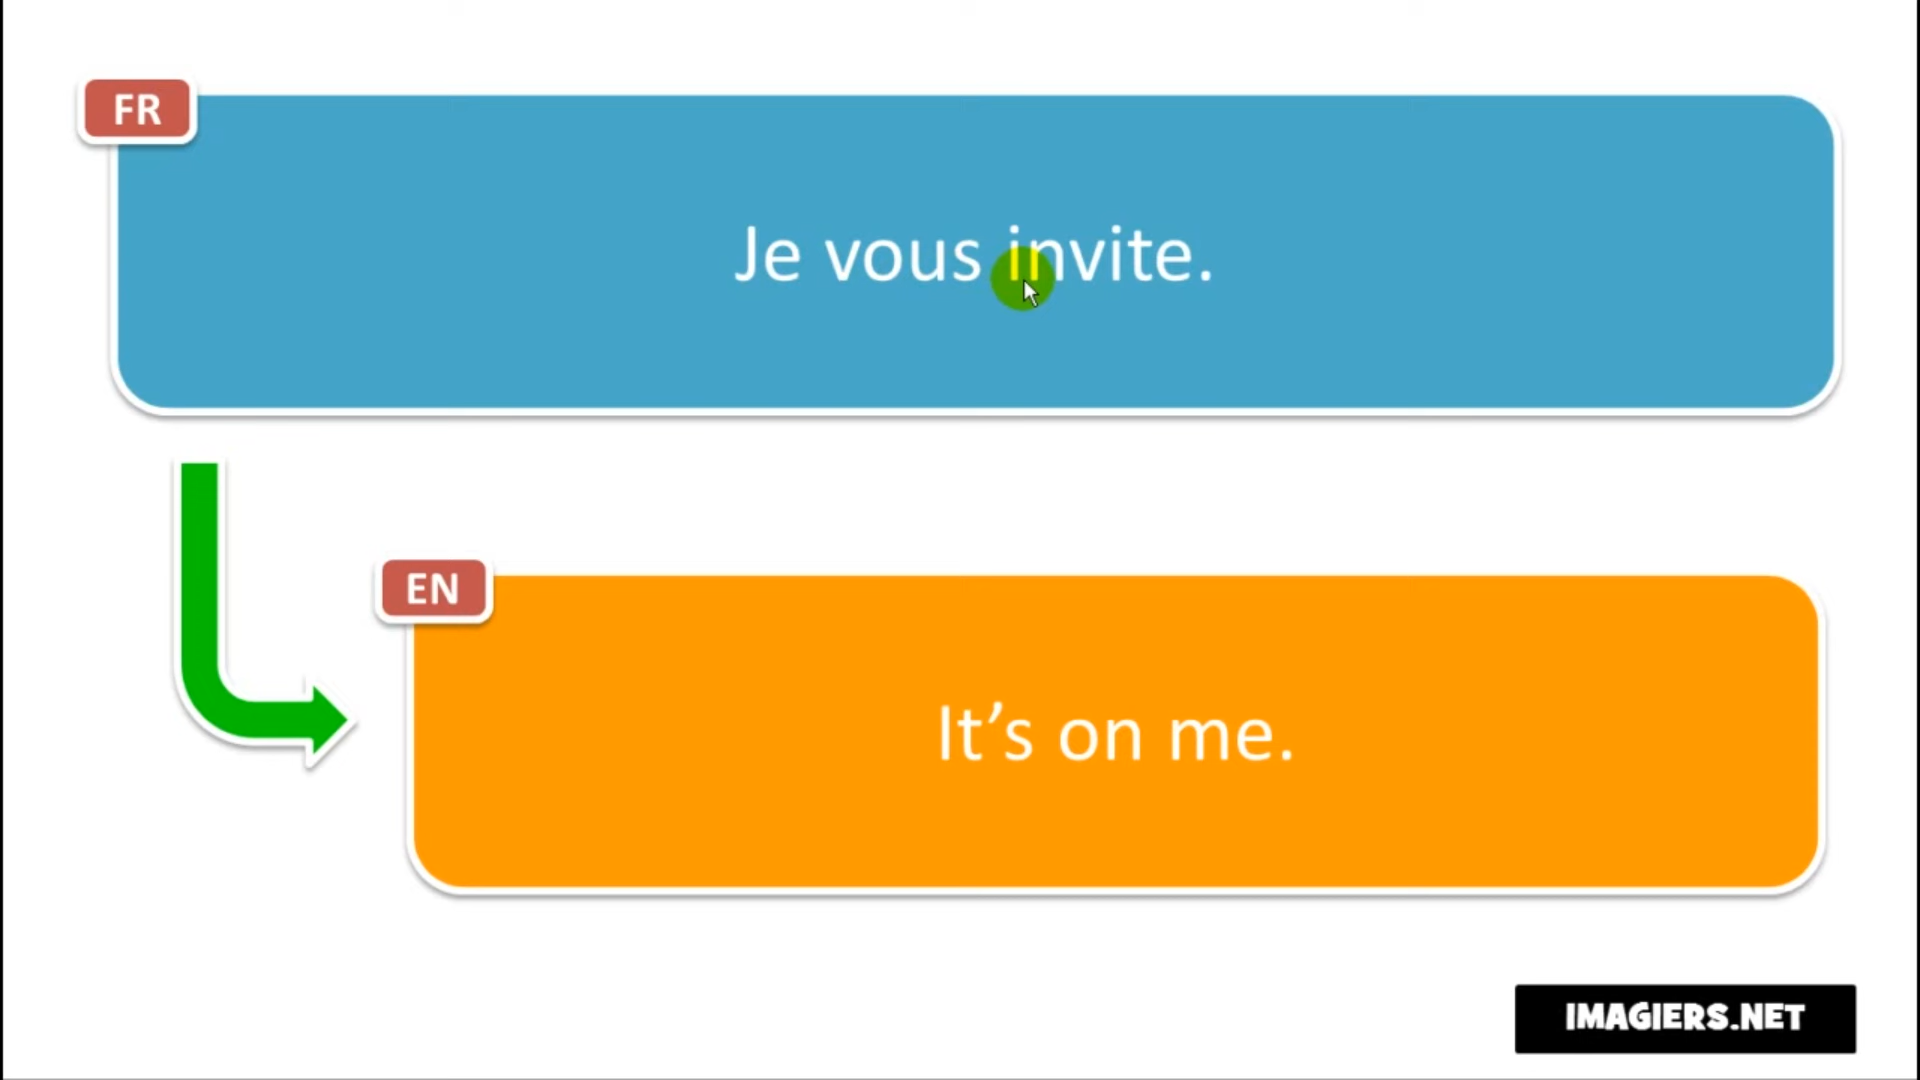 FR
Je vous invite.
EN
It’s on me.
IMAGIERS.NET